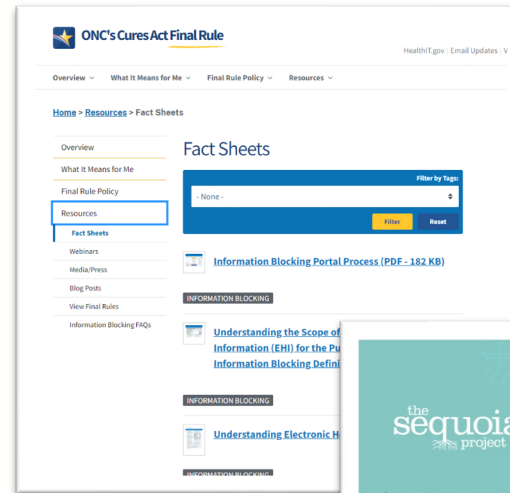 ONC's Cures Act Final Rule
HealthIT.gov | Email Updates | V
Overview What It Means for Me Final Rule Policy Resources
Home > Resources > Fact Sheets
Overview
What It Means for Me
Final Rule Policy
Resources
Fact Sheets
Webinars
Media/Press
Blog Posts
View Final Rules
Information Blocking FAQs
Fact Sheets
Filter by Tags:
- None -
Filter Reset
Information Blocking Portal Process (PDF - 182 KB)
INFORMATION BLOCKING
Understanding the Scope of
Information (EHI) for the Pu
Information Blocking Defini
INFORMATION BLOCKING
Understanding Electronic H
INFORMATION BLOCKING
the
sequoia
project